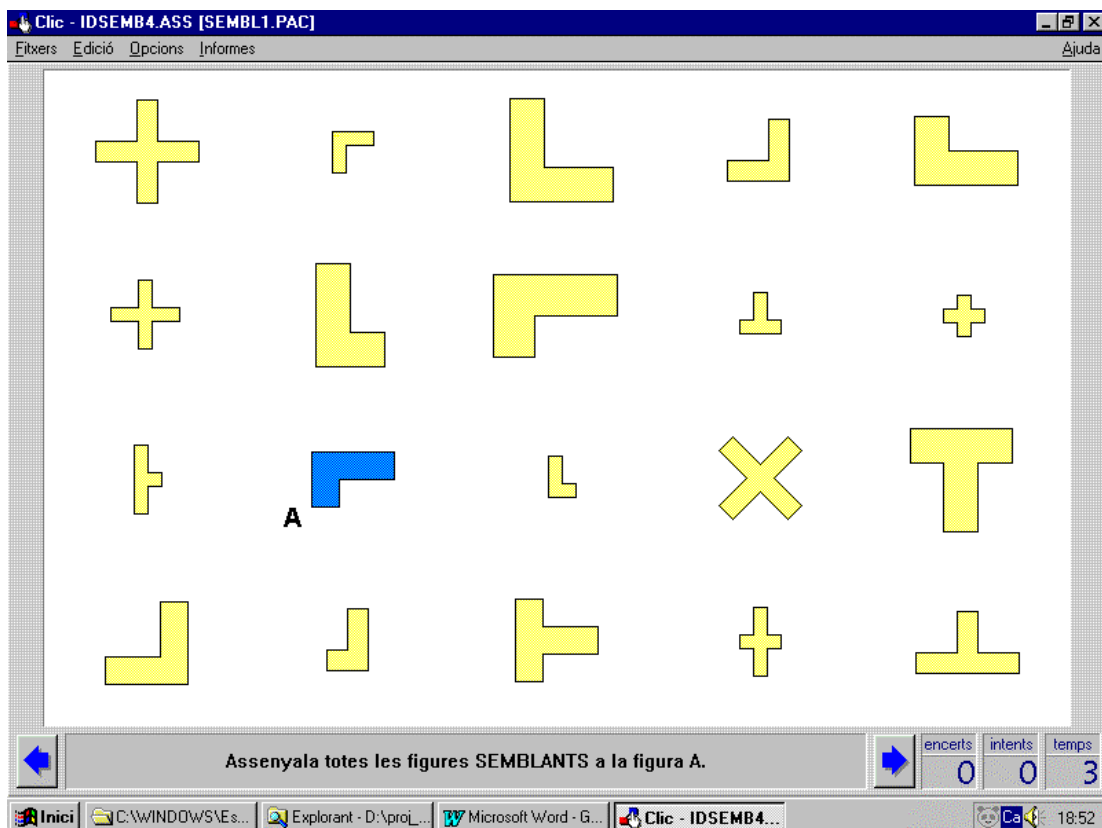 Clic - IDSEMB4.ASS [SEMBL1.PAC]
Fitxers Edició Opcions Informes Ajuda
A
Assenyala totes les figures SEMBLANTS a la figura A.
encerts intents temps
0 0 3
Inici C:\WINDOWS\Es... Explorant - D:\proj_... Microsoft Word - G... Clic - IDSEMB4... Ca 18:52